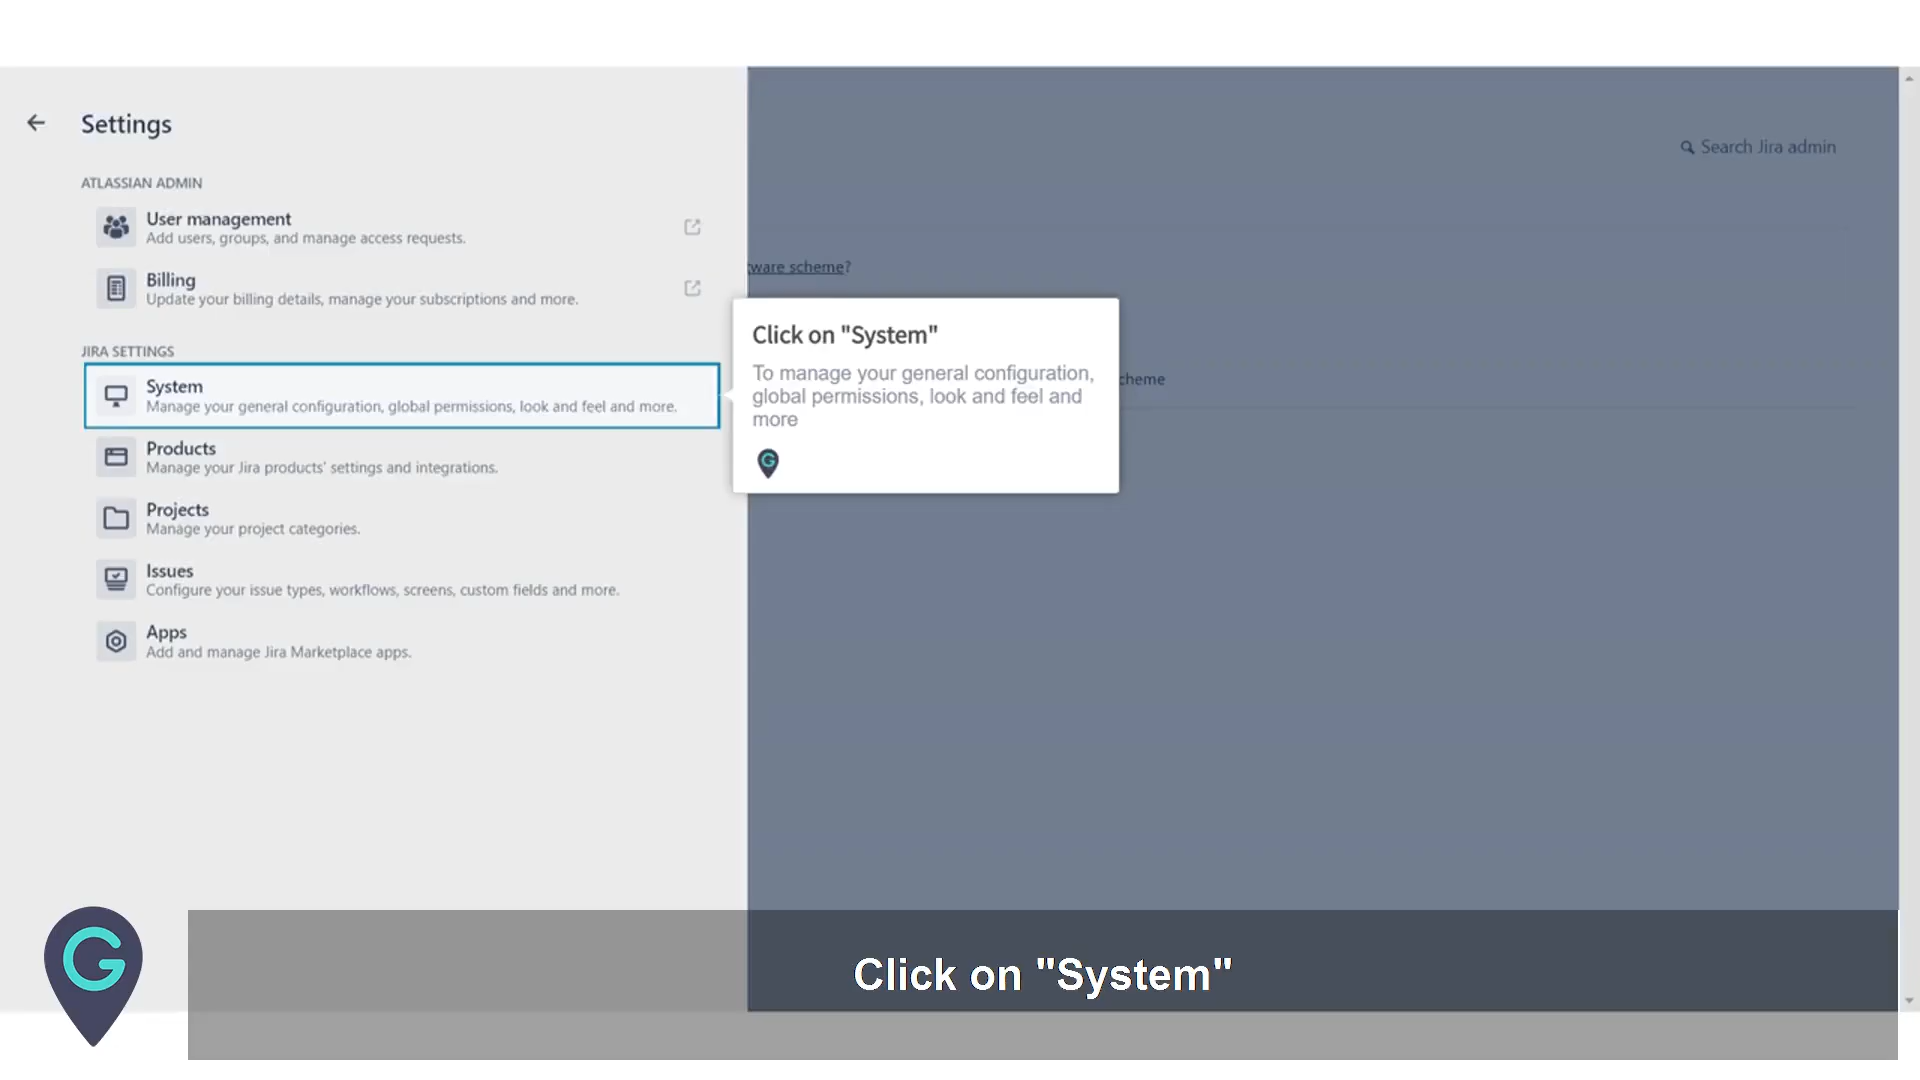 Settings
Search Jira admin
ATLASSIAN ADMIN
User management
Add users, groups, and manage access requests.
Billing
Update your billing details, manage your subscriptions and more.
JIRA SETTINGS
System
Manage your general configuration, global permissions, look and feel and more.
Products
Manage your Jira products' settings and integrations.
Projects
Manage your project categories.
Issues
Configure your issue types, workflows, screens, custom fields and more.
Apps
Add and manage Jira Marketplace apps.
scheme?
Click on "System"
To manage your general configuration,
global permissions, look and feel and
more
G
G
Click on "System"